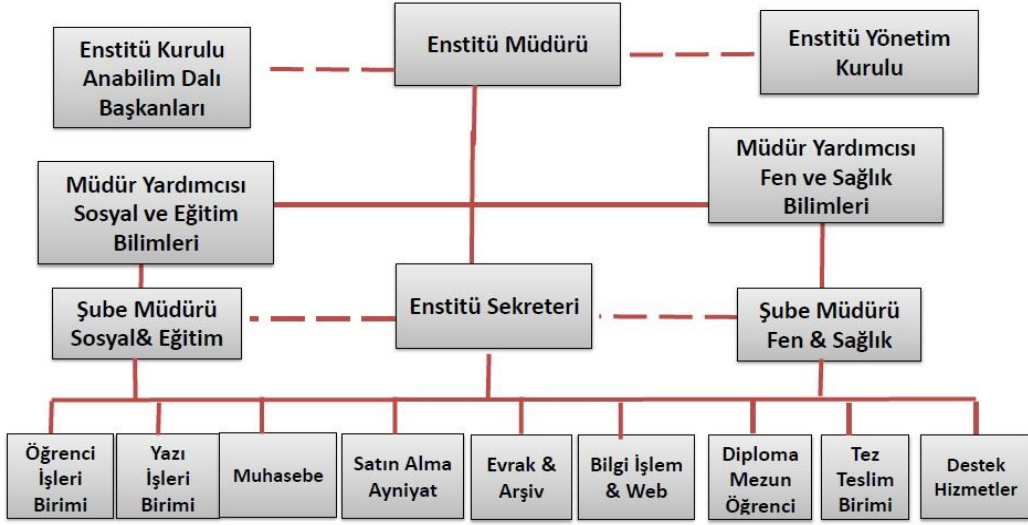 Enstitü Kurulu
Anabilim Dalı
Başkanları
Enstitü Müdürü
Enstitü Yönetim
Kurulu
Müdür Yardımcısı
Sosyal ve Eğitim
Bilimleri
Müdür Yardımcısı
Fen ve Sağlık
Bilimleri
Şube Müdürü
Sosyal& Eğitim
Enstitü Sekreteri
Şube Müdürü
Fen & Sağlık
Öğrenci
İşleri
Birimi
Yazı
İşleri
Birimi
Muhasebe
Satın Alma
Ayniyat
Evrak &
Arşiv
Bilgi İşlem
& Web
Diploma
Mezun
Öğrenci
Tez
Teslim
Birimi
Destek
Hizmetler